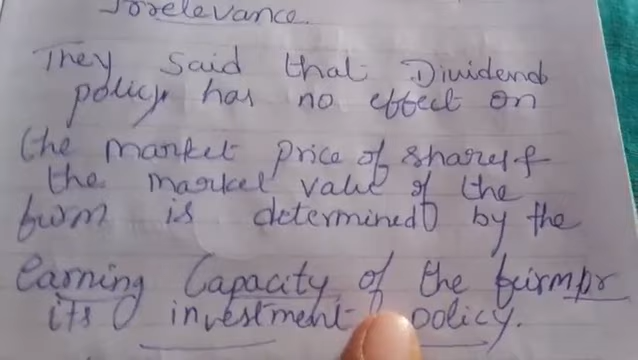 Irrelevance.
They said that Dividend
policy has no effect on
the market price of shares &
the market value of the
firm is determined by the
earning capacity of the firm or
its investment policy.